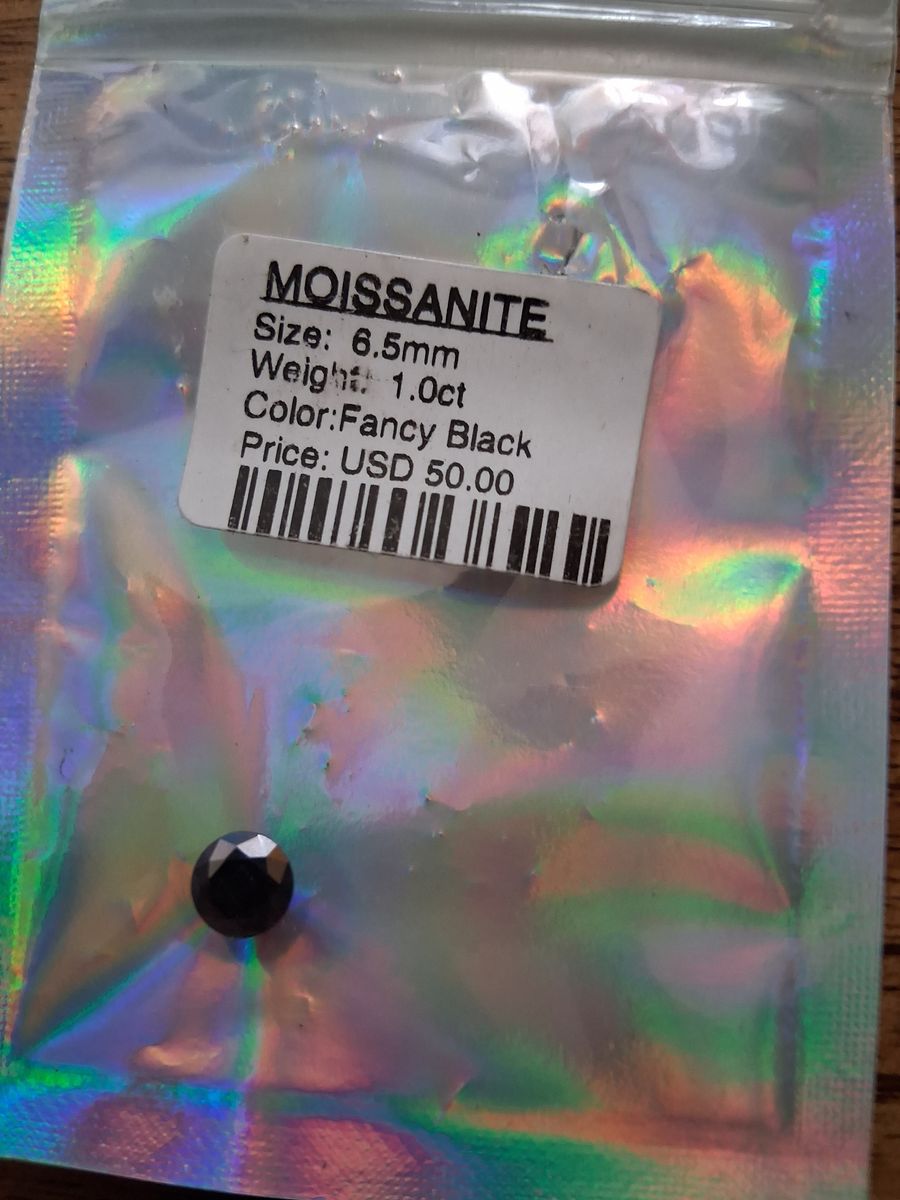 MOISSANITE
Size: 6.5mm
Weight: 1.0ct
Color:Fancy Black
Price: USD 50.00